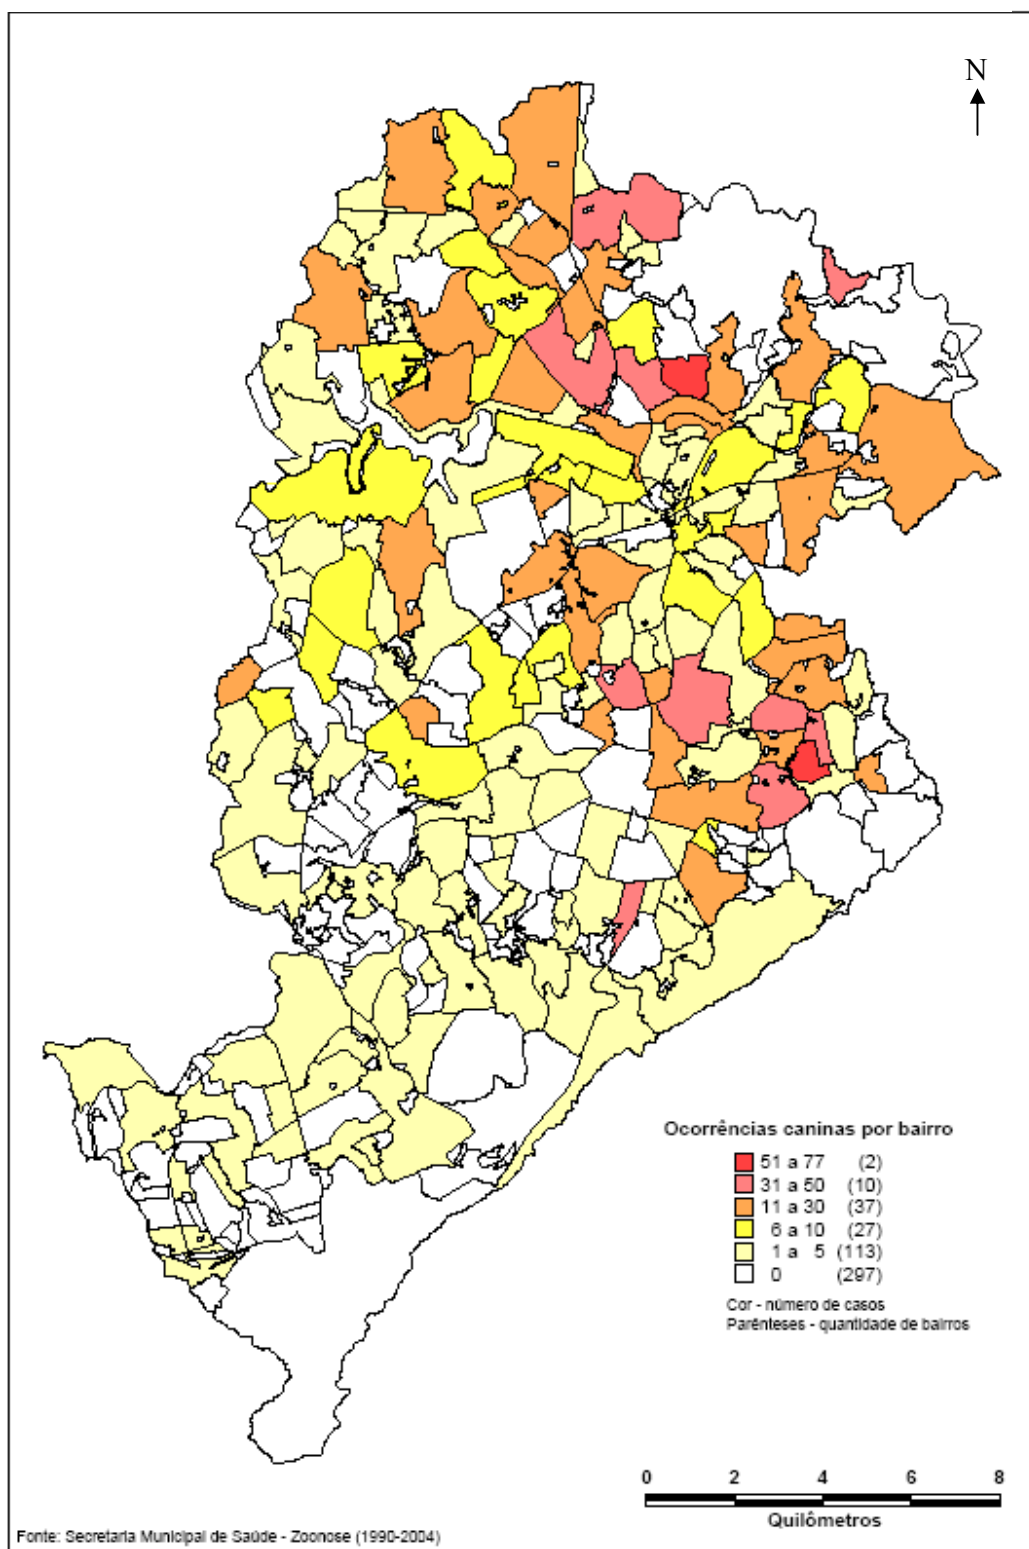 N
Ocorrências caninas por bairro
51 a 77 (2)
31 a 50 (10)
11 a 30 (37)
6 a 10 (27)
1 a 5 (113)
0 (297)
Cor - número de casos
Parênteses - quantidade de bairros
0 2 4 6 8
Quilômetros
Fonte: Secretaria Municipal de Saúde - Zoonose (1990-2004)